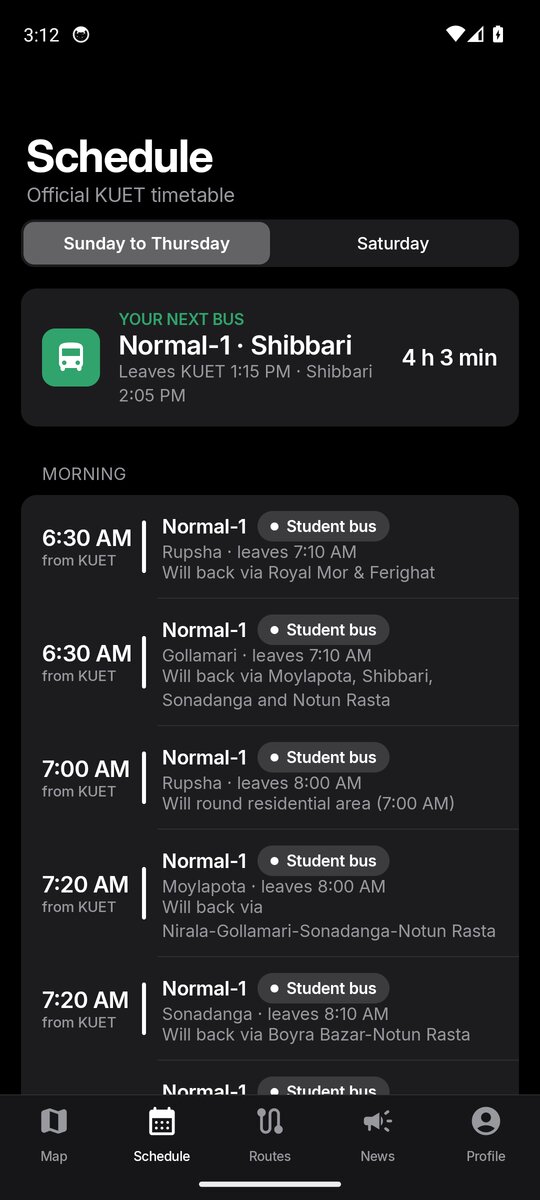 3:12
Schedule
Official KUET timetable
Sunday to Thursday
Saturday
YOUR NEXT BUS
Normal-1 · Shibbari
Leaves KUET 1:15 PM · Shibbari
2:05 PM
4 h 3 min
MORNING
6:30 AM
from KUET
Normal-1
Student bus
Rupsha · leaves 7:10 AM
Will back via Royal Mor & Ferighat
6:30 AM
from KUET
Normal-1
Student bus
Gollamari · leaves 7:10 AM
Will back via Moylapota, Shibbari,
Sonadanga and Notun Rasta
7:00 AM
from KUET
Normal-1
Student bus
Rupsha · leaves 8:00 AM
Will round residential area (7:00 AM)
7:20 AM
from KUET
Normal-1
Student bus
Moylapota · leaves 8:00 AM
Will back via
Nirala-Gollamari-Sonadanga-Notun Rasta
7:20 AM
from KUET
Normal-1
Student bus
Sonadanga · leaves 8:10 AM
Will back via Boyra Bazar-Notun Rasta
Normal-1
Student bus
Map
Schedule
Routes
News
Profile